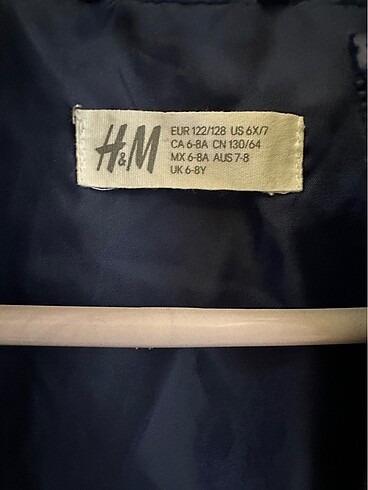 H&M
EUR 122/128 US 6X/7
CA 6-8A CN 130/64
MX 6-8A AUS 7-8
UK 6-8Y